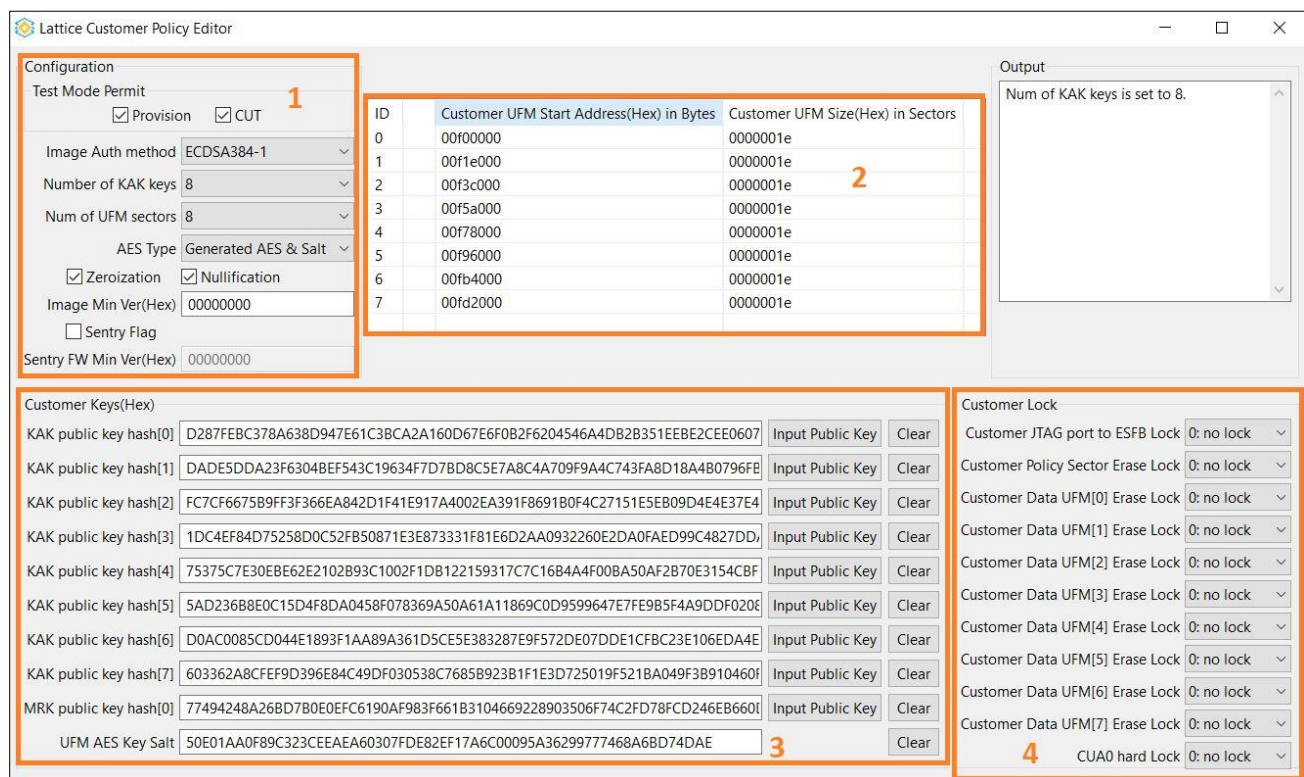 Lattice Customer Policy Editor
Configuration
Test Mode Permit
1
Provision CUT
Image Auth method ECDSA384-1
Number of KAK keys 8
Num of UFM sectors 8
AES Type Generated AES & Salt
Zeroization Nullification
Image Min Ver(Hex) 00000000
Sentry Flag
Sentry FW Min Ver(Hex) 00000000
ID Customer UFM Start Address(Hex) in Bytes Customer UFM Size(Hex) in Sectors
0 00f00000 0000001e
1 00f1e000 0000001e
2 00f3c000 0000001e
3 00f5a000 0000001e
4 00f78000 0000001e
5 00f96000 0000001e
6 00fb4000 0000001e
7 00fd2000 0000001e
2
Output
Num of KAK keys is set to 8.
Customer Keys(Hex)
KAK public key hash[0] D287FEBC378A638D947E61C3BCA2A160D67E6F0B2F6204546A4DB2B351EEBE2CEE0607 Input Public Key Clear
KAK public key hash[1] DADE5DDA23F6304BEF543C19634F7D7BD8C5E7A8C4A709F9A4C743FA8D18A4B0796FB Input Public Key Clear
KAK public key hash[2] FC7CF6675B9FF3F366EA842D1F41E917A4002EA391F8691B0F4C27151E5EB09D4E4E37E4 Input Public Key Clear
KAK public key hash[3] 1DC4EF84D75258D0C52FB50871E3E873331F81E6D2AA0932260E2DA0FAED99C4827DD Input Public Key Clear
KAK public key hash[4] 75375C7E30EBE62E2102B93C1002F1DB122159317C7C16B4A4F00BA50AF2B70E3154CBF Input Public Key Clear
KAK public key hash[5] 5AD236B8E0C15D4F8DA0458F078369A50A61A11869C0D9599647E7FE9B5F4A9DDF0208 Input Public Key Clear
KAK public key hash[6] D0AC0085CD044E1893F1AA89A361D5CE5E383287E9F572DE07DDE1CFBC23E106EDA4E Input Public Key Clear
KAK public key hash[7] 603362A8CFEF9D396E84C49DF030538C7685B923B1F1E3D725019F521BA049F3B910460 Input Public Key Clear
MRK public key hash[0] 77494248A26BD7B0E0EFC6190AF983F661B3104669228903506F74C2FD78FCD246EB660 Input Public Key Clear
UFM AES Key Salt 50E01AA0F89C323CEEAEA60307FDE82EF17A6C00095A36299777468A6BD74DAE Clear
3
Customer Lock
Customer JTAG port to ESFB Lock 0: no lock
Customer Policy Sector Erase Lock 0: no lock
Customer Data UFM[0] Erase Lock 0: no lock
Customer Data UFM[1] Erase Lock 0: no lock
Customer Data UFM[2] Erase Lock 0: no lock
Customer Data UFM[3] Erase Lock 0: no lock
Customer Data UFM[4] Erase Lock 0: no lock
Customer Data UFM[5] Erase Lock 0: no lock
Customer Data UFM[6] Erase Lock 0: no lock
Customer Data UFM[7] Erase Lock 0: no lock
4
CUA0 hard Lock 0: no lock